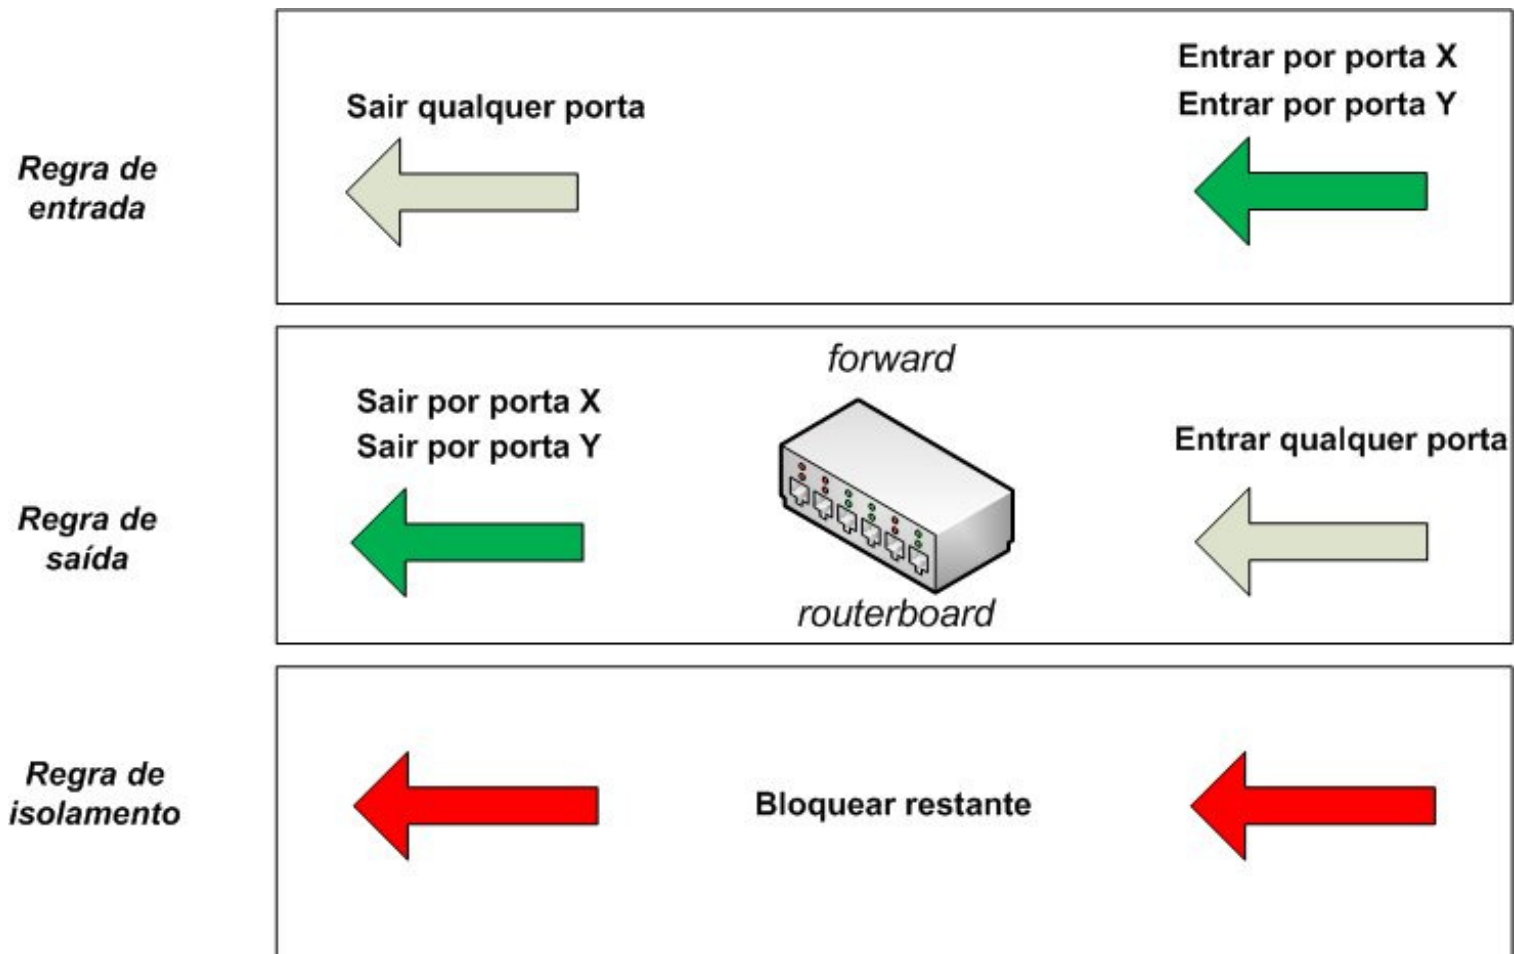 Regra de
entrada
Sair qualquer porta
Entrar por porta X
Entrar por porta Y
Regra de
saída
Sair por porta X
Sair por porta Y
forward
routerboard
Entrar qualquer porta
Regra de
isolamento
Bloquear restante